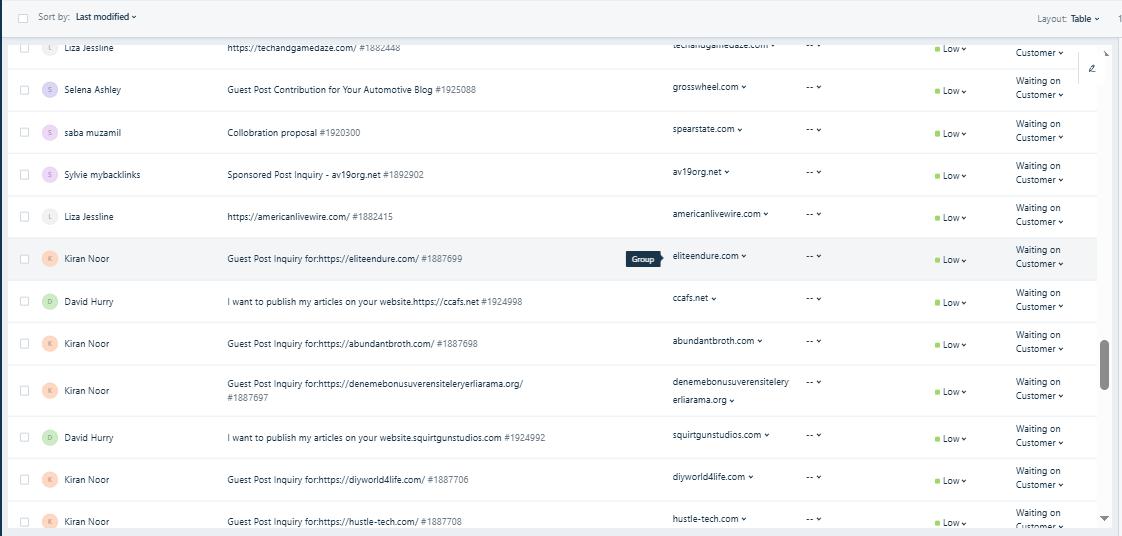 Sort by: Last modified
Layout: Table
L Liza Jessline https://techandgamedaze.com/ #1882448 techandgamedaze.com -- Low Customer
S Selena Ashley Guest Post Contribution for Your Automotive Blog #1925088 grosswheel.com -- Low Waiting on Customer
S saba muzamil Collobration proposal #1920300 spearstate.com -- Low Waiting on Customer
S Sylvie mybacklinks Sponsored Post Inquiry - av19org.net #1892902 av19org.net -- Low Waiting on Customer
L Liza Jessline https://americanlivewire.com/ #1882415 americanlivewire.com -- Low Waiting on Customer
K Kiran Noor Guest Post Inquiry for:https://eliteendure.com/ #1887699 Group eliteendure.com -- Low Waiting on Customer
D David Hurry I want to publish my articles on your website.https://ccafs.net #1924998 ccafs.net -- Low Waiting on Customer
K Kiran Noor Guest Post Inquiry for:https://abundantbroth.com/ #1887698 abundantbroth.com -- Low Waiting on Customer
K Kiran Noor Guest Post Inquiry for:https://denemebonusuverensiteleryerliarama.org/ #1887697 denemebonusuverensitelery erliarama.org -- Low Waiting on Customer
D David Hurry I want to publish my articles on your website.squirtgunstudios.com #1924992 squirtgunstudios.com -- Low Waiting on Customer
K Kiran Noor Guest Post Inquiry for:https://diyworld4life.com/ #1887706 diyworld4life.com -- Low Waiting on Customer
K Kiran Noor Guest Post Inquiry for:https://hustle-tech.com/ #1887708 hustle-tech.com -- Low Waiting on Customer